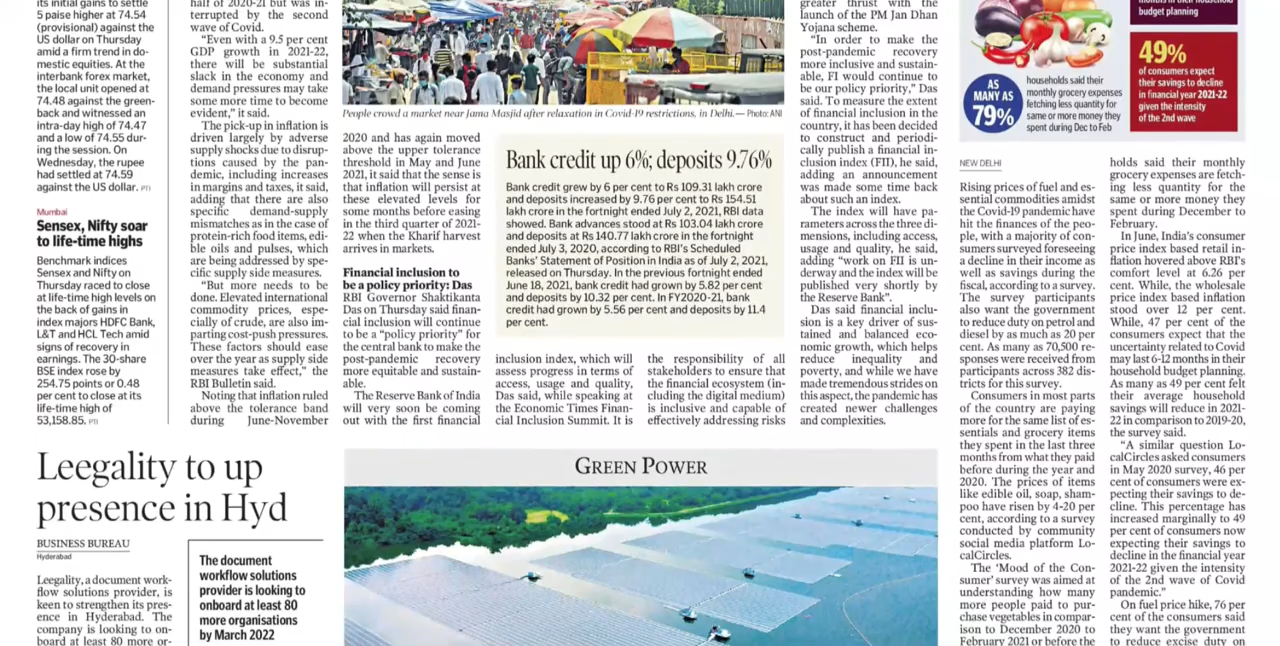 its initial gains to settle
5 paise higher at 74.54
(provisional) against the
US dollar on Thursday
amid a firm trend in do-
mestic equities. At the
interbank forex market,
the local unit opened at
74.48 against the green-
back and witnessed an
intra-day high of 74.47
and a low of 74.55 dur-
ing the session. On
Wednesday, the rupee
had settled at 74.59
against the US dollar. PTI
Mumbai
Sensex, Nifty soar
to life-time highs
Benchmark indices
Sensex and Nifty on
Thursday raced to close
at life-time high levels on
the back of gains in
index majors HDFC Bank,
L&T and HCL Tech amid
signs of recovery in
earnings. The 30-share
BSE index rose by
254.75 points or 0.48
per cent to close at its
life-time high of
53,158.85. PTI
half of 2020-21 but was in-
terrupted by the second
wave of Covid.
“Even with a 9.5 per cent
GDP growth in 2021-22,
there will be substantial
slack in the economy and
demand pressures may take
some more time to become
evident,” it said.
The pick-up in inflation is
driven largely by adverse
supply shocks due to disrup-
tions caused by the pan-
demic, including increases
in margins and taxes, it said,
adding that there are also
specific demand-supply
mismatches as in the case of
protein-rich food items, edi-
ble oils and pulses, which
are being addressed by spe-
cific supply side measures.
“But more needs to be
done. Elevated international
commodity prices, espe-
cially of crude, are also im-
parting cost-push pressures.
These factors should ease
over the year as supply side
measures take effect,” the
RBI Bulletin said.
Noting that inflation ruled
above the tolerance band
during June-November
People crowd a market near Jama Masjid after relaxation in Covid-19 restrictions, in Delhi. — Photo: ANI
2020 and has again moved
above the upper tolerance
threshold in May and June
2021, it said that the sense is
that inflation will persist at
these elevated levels for
some months before easing
in the third quarter of 2021-
22 when the Kharif harvest
arrives in markets.
Financial inclusion to
be a policy priority: Das
RBI Governor Shaktikanta
Das on Thursday said finan-
cial inclusion will continue
to be a “policy priority” for
the central bank to make the
post-pandemic recovery
more equitable and sustain-
able.
The Reserve Bank of India
will very soon be coming
out with the first financial
Bank credit up 6%; deposits 9.76%
Bank credit grew by 6 per cent to Rs 109.31 lakh crore
and deposits increased by 9.76 per cent to Rs 154.51
lakh crore in the fortnight ended July 2, 2021, RBI data
showed. Bank advances stood at Rs 103.04 lakh crore
and deposits at Rs 140.77 lakh crore in the fortnight
ended July 3, 2020, according to RBI's Scheduled
Banks' Statement of Position in India as of July 2, 2021,
released on Thursday. In the previous fortnight ended
June 18, 2021, bank credit had grown by 5.82 per cent
and deposits by 10.32 per cent. In FY2020-21, bank
credit had grown by 5.56 per cent and deposits by 11.4
per cent.
inclusion index, which will
assess progress in terms of
access, usage and quality,
Das said, while speaking at
the Economic Times Finan-
cial Inclusion Summit. It is
the responsibility of all
stakeholders to ensure that
the financial ecosystem (in-
cluding the digital medium)
is inclusive and capable of
effectively addressing risks
greater thrust with the
launch of the PM Jan Dhan
Yojana scheme.
“In order to make the
post-pandemic recovery
more inclusive and sustain-
able, FI would continue to
be our policy priority,” Das
said. To measure the extent
of financial inclusion in the
country, it has been decided
to construct and periodi-
cally publish a financial in-
clusion index (FII), he said,
adding an announcement
was made some time back
about such an index.
The index will have pa-
rameters across the three di-
mensions, including access,
usage and quality, he said,
adding “work on FII is un-
derway and the index will be
published very shortly by
the Reserve Bank”.
Das said financial inclu-
sion is a key driver of sus-
tained and balanced eco-
nomic growth, which helps
reduce inequality and
poverty, and while we have
made tremendous strides on
this aspect, the pandemic has
created newer challenges
and complexities.
AS
MANY AS
79%
households said their
monthly grocery expenses
fetching less quantity for
same or more money they
spent during Dec to Feb
months in their household
budget planning
49%
of consumers expect
their savings to decline
in financial year 2021-22
given the intensity
of the 2nd wave
NEW DELHI
Rising prices of fuel and es-
sential commodities amidst
the Covid-19 pandemic have
hit the finances of the peo-
ple, with a majority of con-
sumers surveyed foreseeing
a decline in their income as
well as savings during the
fiscal, according to a survey.
The survey participants
also want the government
to reduce duty on petrol and
diesel by as much as 20 per
cent. As many as 70,500 re-
sponses were received from
participants across 382 dis-
tricts for this survey.
Consumers in most parts
of the country are paying
more for the same list of es-
sentials and grocery items
they spent in the last three
months from what they paid
before during the year and
2020. The prices of items
like edible oil, soap, sham-
poo have risen by 4-20 per
cent, according to a survey
conducted by community
social media platform Lo-
calCircles.
The ‘Mood of the Con-
sumer’ survey was aimed at
understanding how many
more people paid to pur-
chase vegetables in compar-
ison to December 2020 to
February 2021 or before the
holds said their monthly
grocery expenses are fetch-
ing less quantity for the
same or more money they
spent during December to
February.
In June, India's consumer
price index based retail in-
flation hovered above RBI's
comfort level at 6.26 per
cent. While, the wholesale
price index based inflation
stood over 12 per cent.
While, 47 per cent of the
consumers expect that the
uncertainty related to Covid
may last 6-12 months in their
household budget planning.
As many as 49 per cent felt
their average household
savings will reduce in 2021-
22 in comparison to 2019-20,
the survey said.
“A similar question Lo-
calCircles asked consumers
in May 2020 survey, 46 per
cent of consumers were ex-
pecting their savings to de-
cline. This percentage has
increased marginally to 49
per cent of consumers now
expecting their savings to
decline in the financial year
2021-22 given the intensity
of the 2nd wave of Covid
pandemic.”
On fuel price hike, 76 per
cent of the consumers said
they want the government
to reduce excise duty on
Leegality to up
presence in Hyd
BUSINESS BUREAU
Hyderabad
Leegality, a document work-
flow solutions provider, is
keen to strengthen its pres-
ence in Hyderabad. The
company is looking to on-
board at least 80 more or-
The document
workflow solutions
provider is looking to
onboard at least 80
more organisations
by March 2022
GREEN POWER